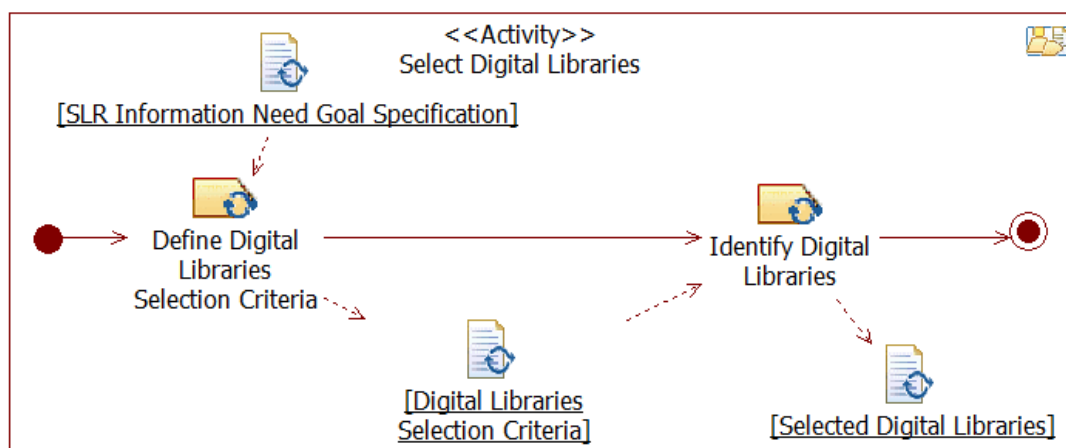 <<Activity>>
Select Digital Libraries
[SLR Information Need Goal Specification]
Define Digital
Libraries
Selection Criteria
Identify Digital
Libraries
[Digital Libraries
Selection Criteria]
[Selected Digital Libraries]